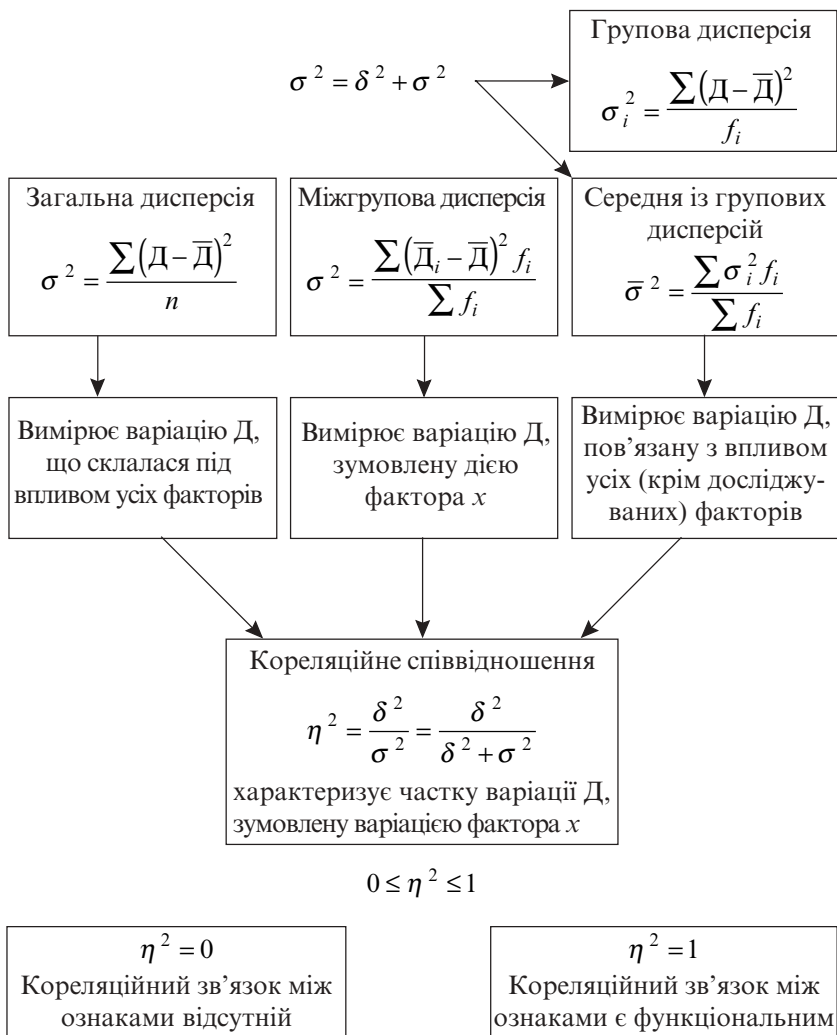 Групова дисперсія
σ² = δ² + σ²
σᵢ² = ∑(Д − Д̅)² / fᵢ
Загальна дисперсія
σ² = ∑(Д − Д̅)² / n
Міжгрупова дисперсія
σ² = ∑(Д̅ᵢ − Д̅)² fᵢ / ∑ fᵢ
Середня із групових
дисперсій
σ̅² = ∑ σᵢ² fᵢ / ∑ fᵢ
Вимірює варіацію Д,
що склалася під
впливом усіх факторів
Вимірює варіацію Д,
зумовлену дією
фактора x
Вимірює варіацію Д,
пов’язану з впливом
усіх (крім досліджу-
ваних) факторів
Кореляційне співвідношення
η² = δ² / σ² = δ² / (δ² + σ²)
характеризує частку варіації Д,
зумовлену варіацією фактора x
0 ≤ η² ≤ 1
η² = 0
Кореляційний зв’язок між
ознаками відсутній
η² = 1
Кореляційний зв’язок між
ознаками є функціональним